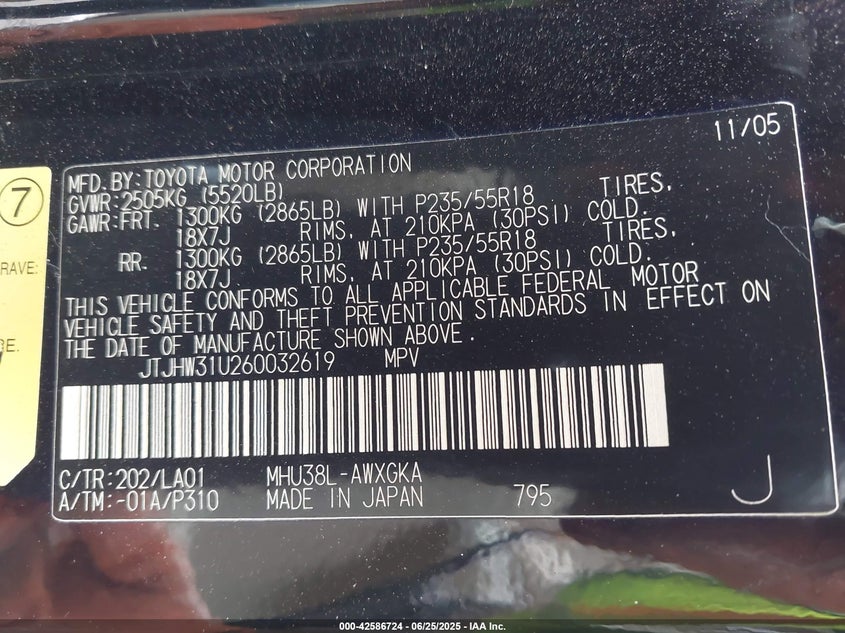 11/05
MFD. BY: TOYOTA MOTOR CORPORATION
GVWR: 2505KG (5520LB)
GAWR: FRT. 1300KG (2865LB) WITH P235/55R18 TIRES,
18X7J RIMS, AT 210KPA (30PSI) COLD.
RR. 1300KG (2865LB) WITH P235/55R18 TIRES,
18X7J RIMS, AT 210KPA (30PSI) COLD.
THIS VEHICLE CONFORMS TO ALL APPLICABLE FEDERAL MOTOR
VEHICLE SAFETY AND THEFT PREVENTION STANDARDS IN EFFECT ON
THE DATE OF MANUFACTURE SHOWN ABOVE.
JTJHW31U260032619 MPV
C/TR: 202/LA01 MHU38L-AWXGKA
A/TM: -01A/P310 MADE IN JAPAN 795 J
7
RAVE:
000-42586724 - 06/25/2025 - IAA Inc.